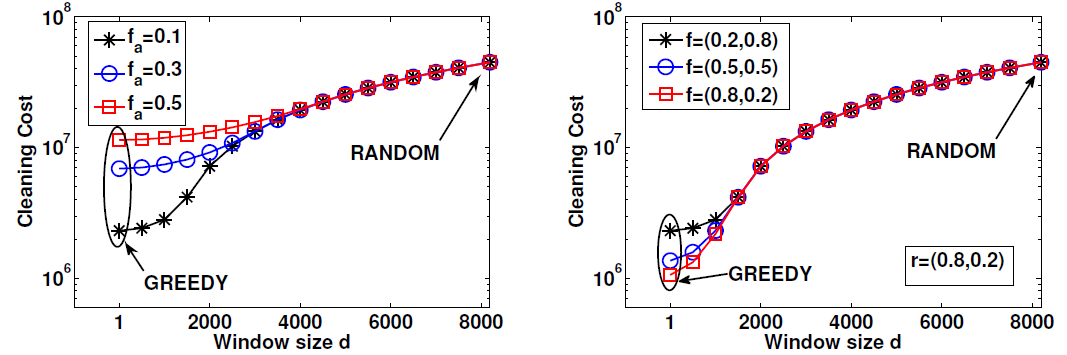 10^8
10^7
10^6
Cleaning Cost
f_a=0.1
f_a=0.3
f_a=0.5
RANDOM
GREEDY
1 2000 4000 6000 8000
Window size d
10^8
10^7
10^6
Cleaning Cost
f=(0.2,0.8)
f=(0.5,0.5)
f=(0.8,0.2)
RANDOM
GREEDY
r=(0.8,0.2)
1 2000 4000 6000 8000
Window size d